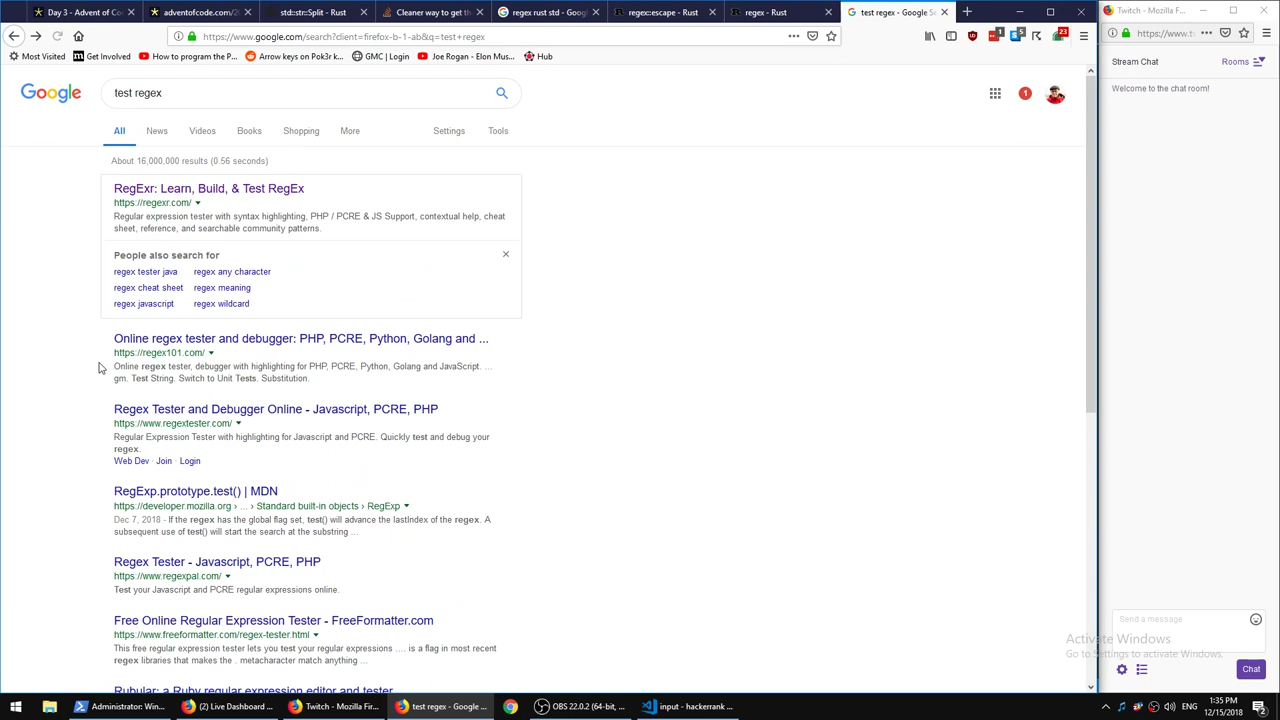 Day 3 - Advent of Co
adventofcode.com/20
std::str::Split - Rust
Cleaner way to get the
regex rust std - Googl
regex::escape - Rust
regex - Rust
test regex - Google Se
Twitch - Mozilla F
https://www.google.com/search?client=firefox-b-1-ab&q=test+regex
https://www.t
Most Visited
Get Involved
How to program the P...
Arrow keys on Pok3r k...
GMC | Login
Joe Rogan - Elon Mus...
Hub
Stream Chat
Rooms
Google
test regex
Welcome to the chat room!
1
All
News
Videos
Books
Shopping
More
Settings
Tools
About 16,000,000 results (0.56 seconds)
RegExr: Learn, Build, & Test RegEx
https://regexr.com/
Regular expression tester with syntax highlighting, PHP / PCRE & JS Support, contextual help, cheat
sheet, reference, and searchable community patterns.
People also search for
regex tester java
regex any character
regex cheat sheet
regex meaning
regex javascript
regex wildcard
Online regex tester and debugger: PHP, PCRE, Python, Golang and ...
https://regex101.com/
Online regex tester, debugger with highlighting for PHP, PCRE, Python, Golang and JavaScript. ...
gm. Test String. Switch to Unit Tests. Substitution.
Regex Tester and Debugger Online - Javascript, PCRE, PHP
https://www.regextester.com/
Regular Expression Tester with highlighting for Javascript and PCRE. Quickly test and debug your
regex.
Web Dev · Join · Login
RegExp.prototype.test() | MDN
https://developer.mozilla.org › ... › Standard built-in objects › RegExp
Dec 7, 2018 - If the regex has the global flag set, test() will advance the lastIndex of the regex. A
subsequent use of test() will start the search at the substring ...
Regex Tester - Javascript, PCRE, PHP
https://www.regexpal.com/
Test your Javascript and PCRE regular expressions online.
Free Online Regular Expression Tester - FreeFormatter.com
https://www.freeformatter.com/regex-tester.html
This free regular expression tester lets you test your regular expressions .... is a flag in most recent
regex libraries that makes the . metacharacter match anything ...
Rubular: a Ruby regular expression editor and tester
Send a message
Activate Windows
Go to Settings to activate Windows.
Chat
Administrator: Win...
(2) Live Dashboard ...
Twitch - Mozilla Fir...
test regex - Google ...
OBS 22.0.2 (64-bit, ...
input - hackerrank ...
ENG
1:35 PM
12/15/2018